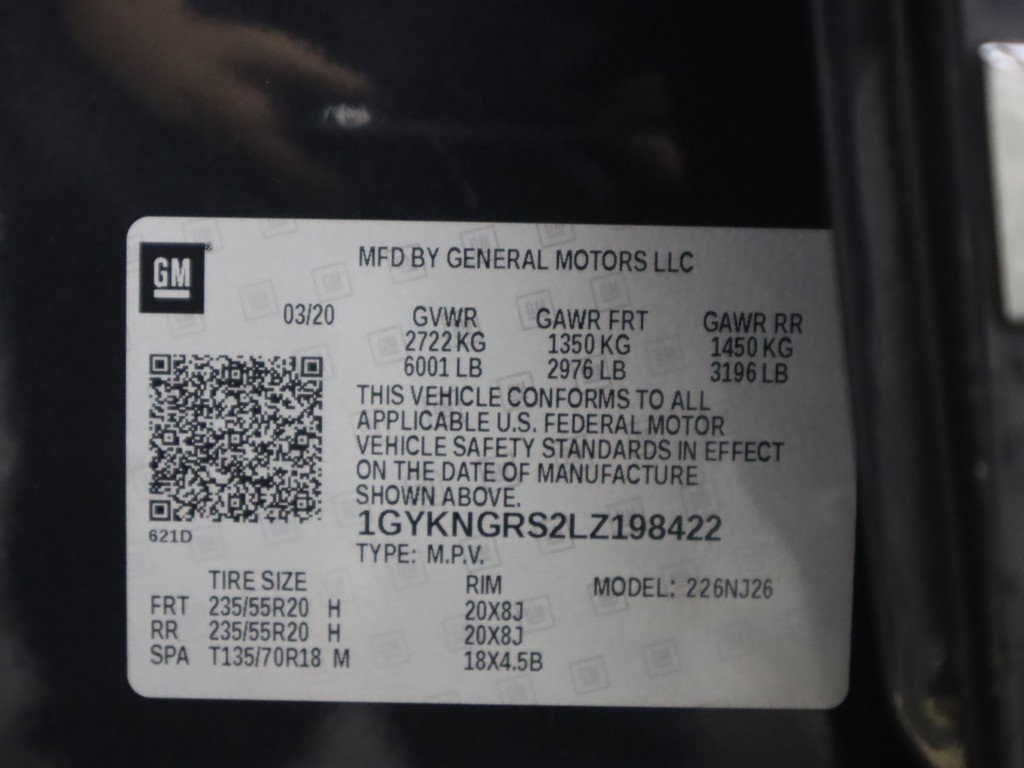 GM
MFD BY GENERAL MOTORS LLC
03/20
GVWR GAWR FRT GAWR RR
2722 KG 1350 KG 1450 KG
6001 LB 2976 LB 3196 LB
THIS VEHICLE CONFORMS TO ALL
APPLICABLE U.S. FEDERAL MOTOR
VEHICLE SAFETY STANDARDS IN EFFECT
ON THE DATE OF MANUFACTURE
SHOWN ABOVE.
1GYKNGRS2LZ198422
621D
TYPE: M.P.V.
TIRE SIZE RIM MODEL: 226NJ26
FRT 235/55R20 H 20X8J
RR 235/55R20 H 20X8J
SPA T135/70R18 M 18X4.5B